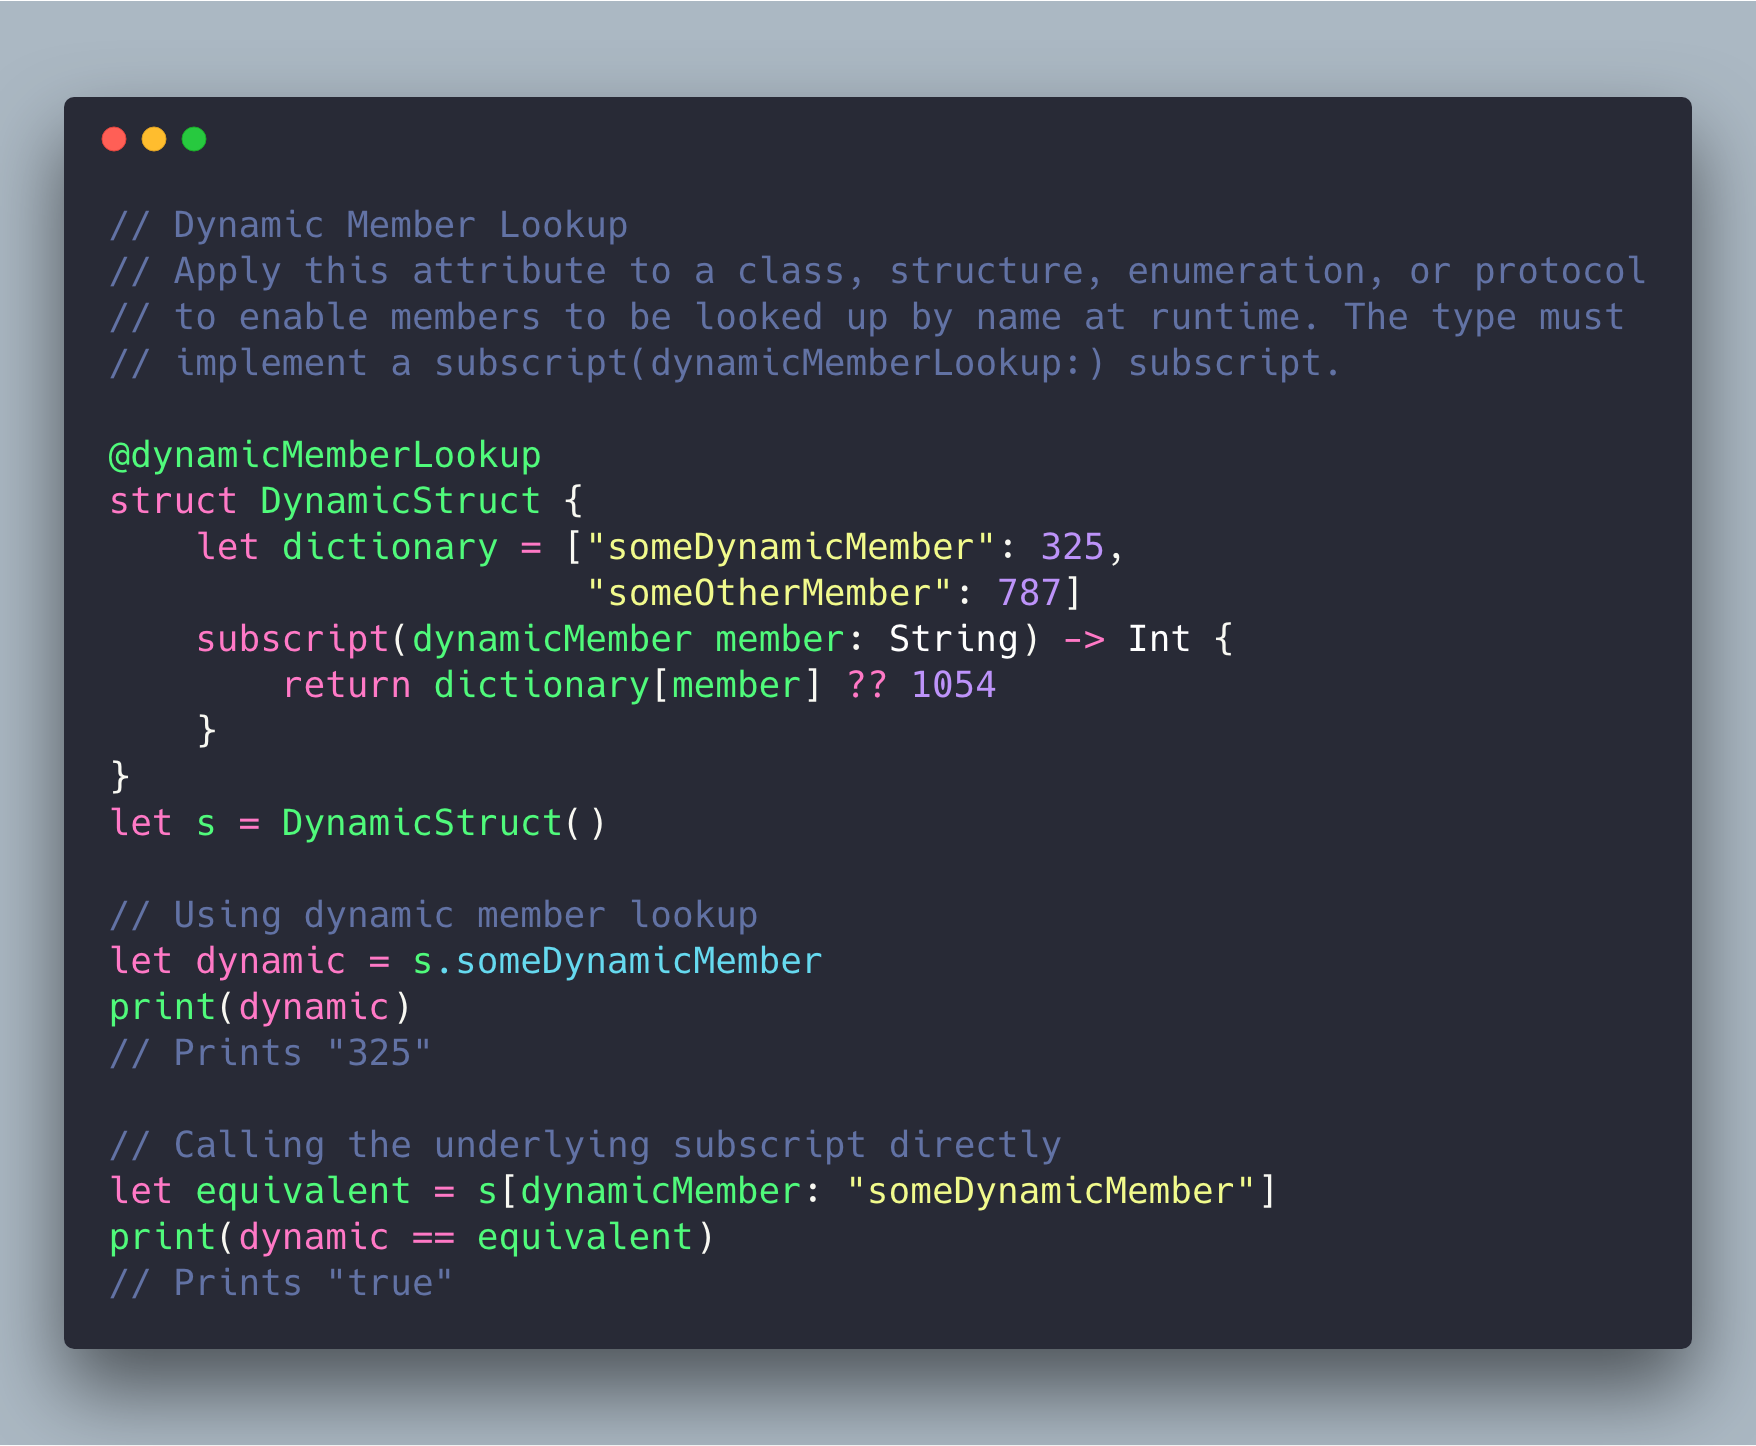 // Dynamic Member Lookup
// Apply this attribute to a class, structure, enumeration, or protocol
// to enable members to be looked up by name at runtime. The type must
// implement a subscript(dynamicMemberLookup:) subscript.
@dynamicMemberLookup
struct DynamicStruct {
    let dictionary = ["someDynamicMember": 325,
                      "someOtherMember": 787]
    subscript(dynamicMember member: String) -> Int {
        return dictionary[member] ?? 1054
    }
}
let s = DynamicStruct()
// Using dynamic member lookup
let dynamic = s.someDynamicMember
print(dynamic)
// Prints "325"
// Calling the underlying subscript directly
let equivalent = s[dynamicMember: "someDynamicMember"]
print(dynamic == equivalent)
// Prints "true"